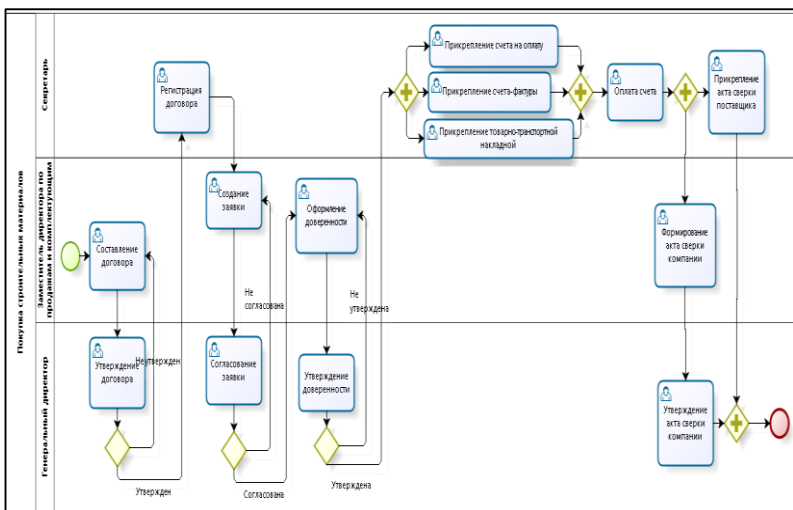 Покупка строительных материалов
Секретарь
Заместитель директора по
продажам и комплектующим
Генеральный директор
Регистрация
договора
Прикрепление счета на оплату
Прикрепление счета-фактуры
Прикрепление товарно-транспортной
накладной
Оплата счета
Прикрепление
акта сверки
поставщика
Составление
договора
Создание
заявки
Оформление
доверенности
Формирование
акта сверки
компании
Не
согласована
Не
утверждена
Утверждение
договора
Неутвержден
Согласование
заявки
Утверждение
доверенности
Утверждение
акта сверки
компании
Утвержден
Согласована
Утверждена